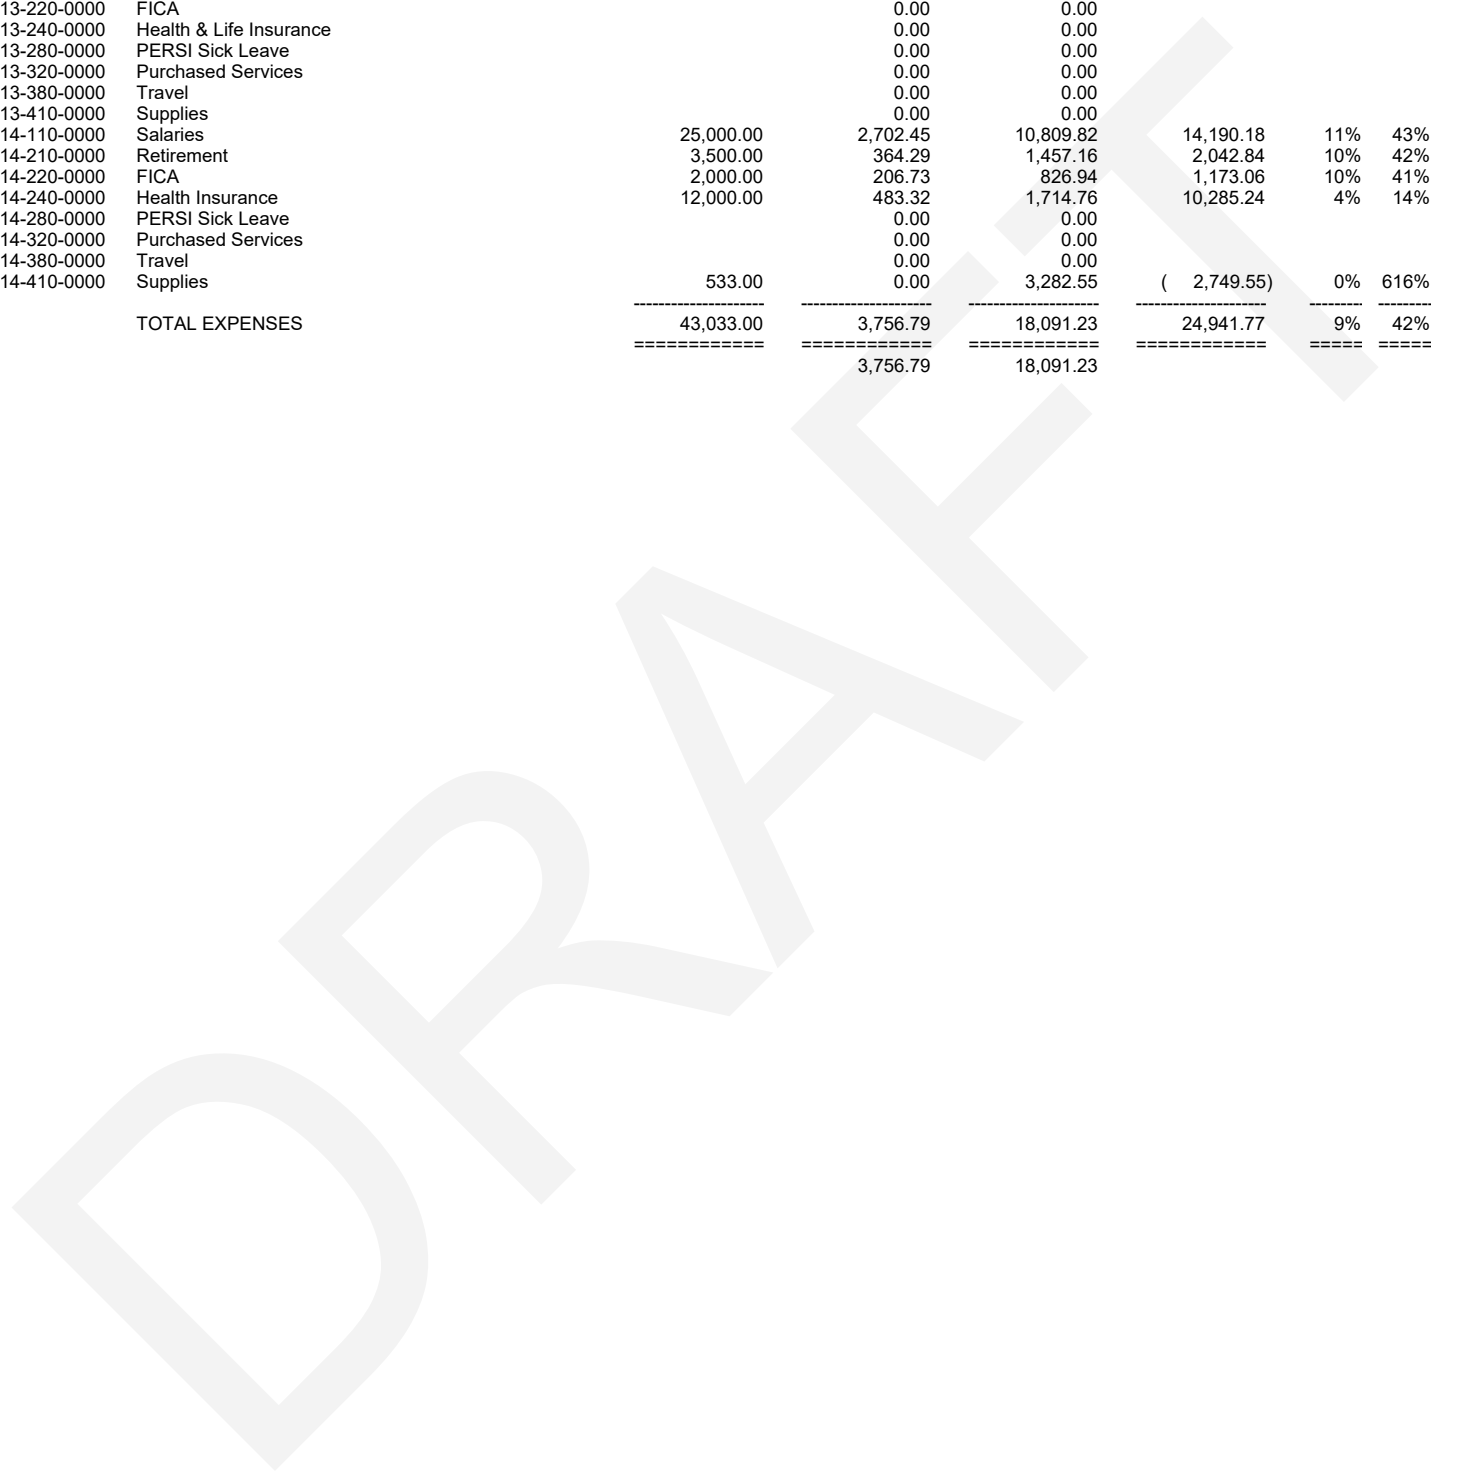 13-220-0000 FICA 0.00 0.00
13-240-0000 Health & Life Insurance 0.00 0.00
13-280-0000 PERSI Sick Leave 0.00 0.00
13-320-0000 Purchased Services 0.00 0.00
13-380-0000 Travel 0.00 0.00
13-410-0000 Supplies 0.00 0.00
14-110-0000 Salaries 25,000.00 2,702.45 10,809.82 14,190.18 11% 43%
14-210-0000 Retirement 3,500.00 364.29 1,457.16 2,042.84 10% 42%
14-220-0000 FICA 2,000.00 206.73 826.94 1,173.06 10% 41%
14-240-0000 Health Insurance 12,000.00 483.32 1,714.76 10,285.24 4% 14%
14-280-0000 PERSI Sick Leave 0.00 0.00
14-320-0000 Purchased Services 0.00 0.00
14-380-0000 Travel 0.00 0.00
14-410-0000 Supplies 533.00 0.00 3,282.55 ( 2,749.55) 0% 616%
--------------------- --------------------- --------------------- --------------------- -------- --------
TOTAL EXPENSES 43,033.00 3,756.79 18,091.23 24,941.77 9% 42%
============ ============ ============ ============ ===== =====
3,756.79 18,091.23
DRAFT